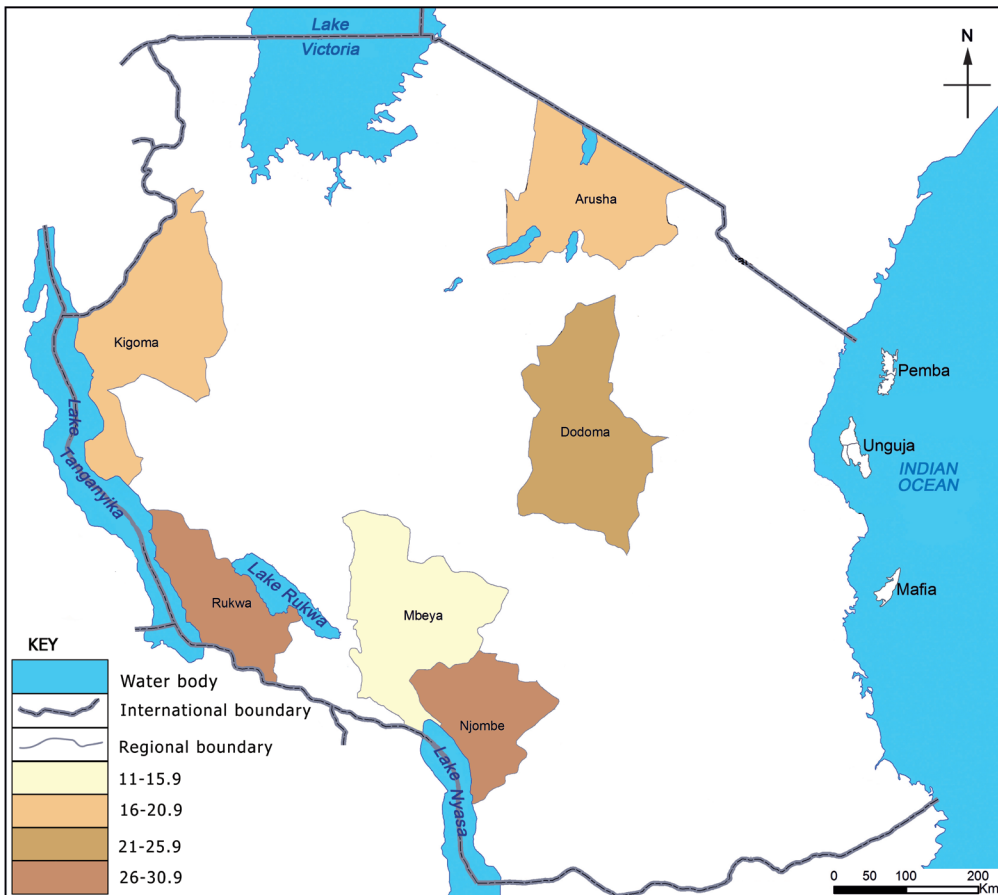 Lake
Victoria
N
Arusha
Kigoma
Pemba
Dodoma
Unguja
INDIAN
OCEAN
Lake
Tanganyika
Lake Rukwa
Rukwa
Mbeya
Mafia
Njombe
Lake Nyasa
KEY
Water body
International boundary
Regional boundary
11-15.9
16-20.9
21-25.9
26-30.9
0 50 100 200
Km